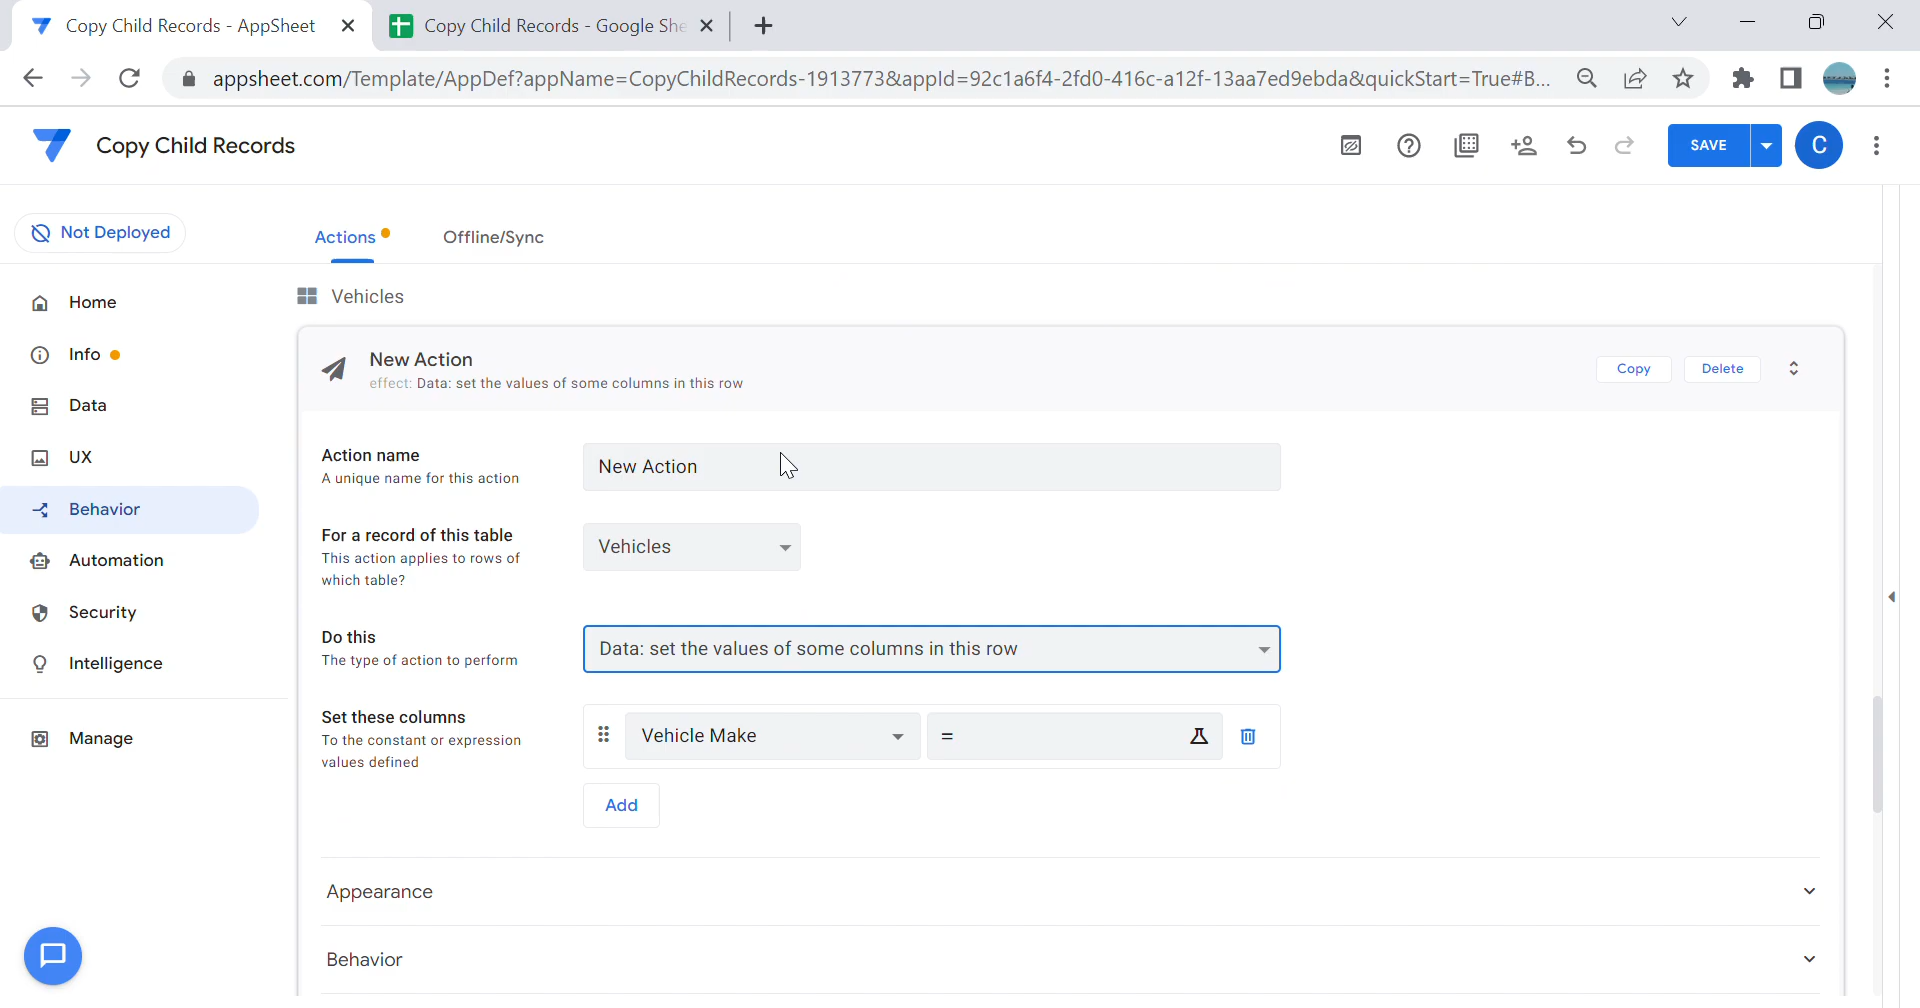 Copy Child Records - AppSheet
Copy Child Records - Google She
appsheet.com/Template/AppDef?appName=CopyChildRecords-1913773&appId=92c1a6f4-2fd0-416c-a12f-13aa7ed9ebda&quickStart=True#B...
Copy Child Records
SAVE
C
Not Deployed
Actions
Offline/Sync
Home
Info
Data
UX
Behavior
Automation
Security
Intelligence
Manage
Vehicles
New Action
effect: Data: set the values of some columns in this row
Copy
Delete
Action name
A unique name for this action
New Action
For a record of this table
This action applies to rows of
which table?
Vehicles
Do this
The type of action to perform
Data: set the values of some columns in this row
Set these columns
To the constant or expression
values defined
Vehicle Make
=
Add
Appearance
Behavior